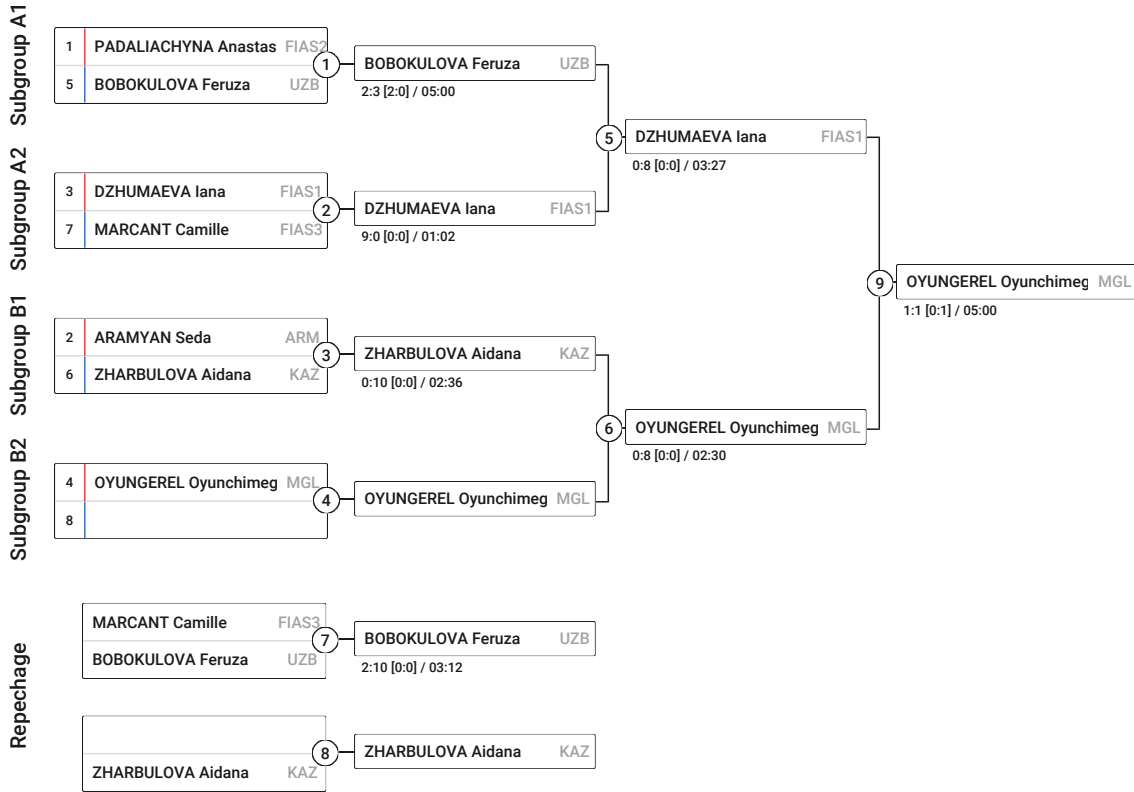 Subgroup A1
1 PADALIACHYNA Anastas FIAS2
5 BOBOKULOVA Feruza UZB
1
BOBOKULOVA Feruza UZB
2:3 [2:0] / 05:00
Subgroup A2
3 DZHUMAEVA Iana FIAS1
7 MARCANT Camille FIAS3
2
DZHUMAEVA Iana FIAS1
9:0 [0:0] / 01:02
5
DZHUMAEVA Iana FIAS1
0:8 [0:0] / 03:27
Subgroup B1
2 ARAMYAN Seda ARM
6 ZHARBULOVA Aidana KAZ
3
ZHARBULOVA Aidana KAZ
0:10 [0:0] / 02:36
Subgroup B2
4 OYUNGEREL Oyunchimeg MGL
8
4
OYUNGEREL Oyunchimeg MGL
6
OYUNGEREL Oyunchimeg MGL
0:8 [0:0] / 02:30
9
OYUNGEREL Oyunchimeg MGL
1:1 [0:1] / 05:00
Repechage
MARCANT Camille FIAS3
BOBOKULOVA Feruza UZB
7
BOBOKULOVA Feruza UZB
2:10 [0:0] / 03:12
ZHARBULOVA Aidana KAZ
8
ZHARBULOVA Aidana KAZ